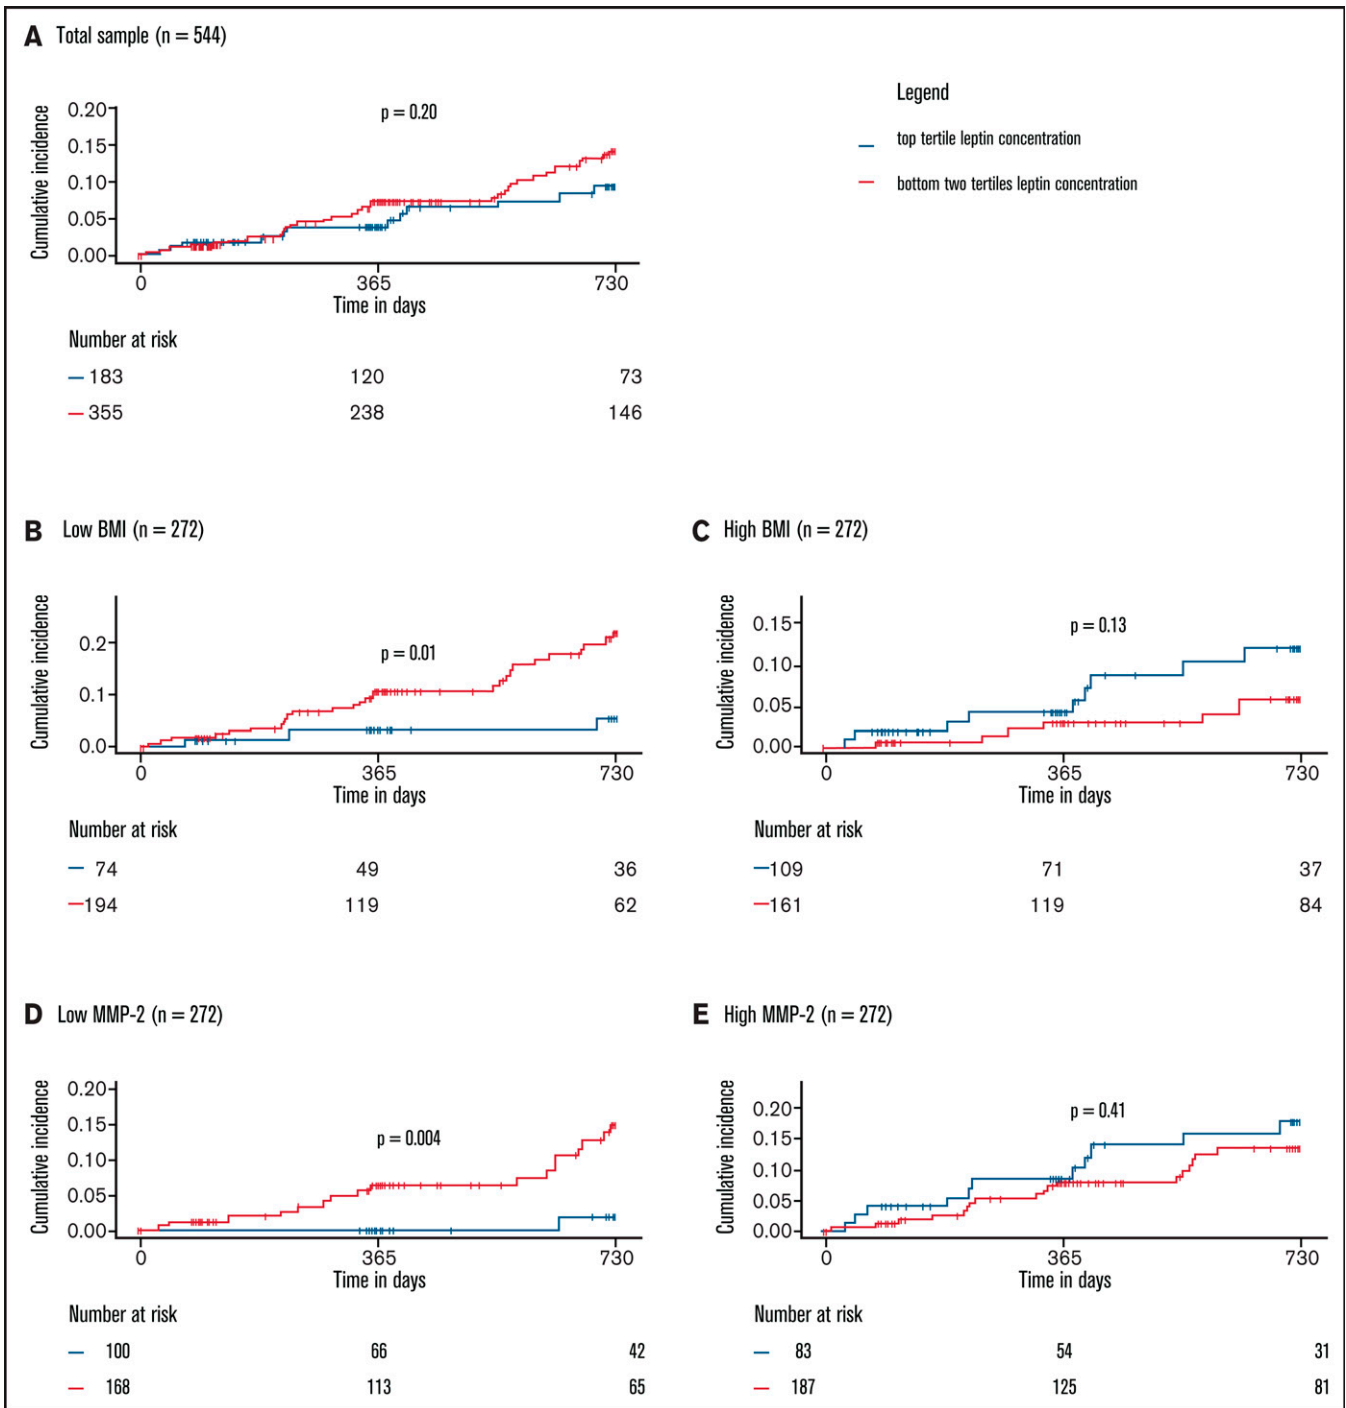 A Total sample (n = 544)
Legend
top tertile leptin concentration
bottom two tertiles leptin concentration
Cumulative incidence
0.20
0.15
0.10
0.05
0.00
p = 0.20
0 365 730
Time in days
Number at risk
183 120 73
355 238 146
B Low BMI (n = 272)
Cumulative incidence
0.2
0.1
0.0
p = 0.01
0 365 730
Time in days
Number at risk
74 49 36
194 119 62
C High BMI (n = 272)
Cumulative incidence
0.15
0.10
0.05
0.00
p = 0.13
0 365 730
Time in days
Number at risk
109 71 37
161 119 84
D Low MMP-2 (n = 272)
Cumulative incidence
0.20
0.15
0.10
0.05
0.00
p = 0.004
0 365 730
Time in days
Number at risk
100 66 42
168 113 65
E High MMP-2 (n = 272)
Cumulative incidence
0.20
0.15
0.10
0.05
0.00
p = 0.41
0 365 730
Time in days
Number at risk
83 54 31
187 125 81